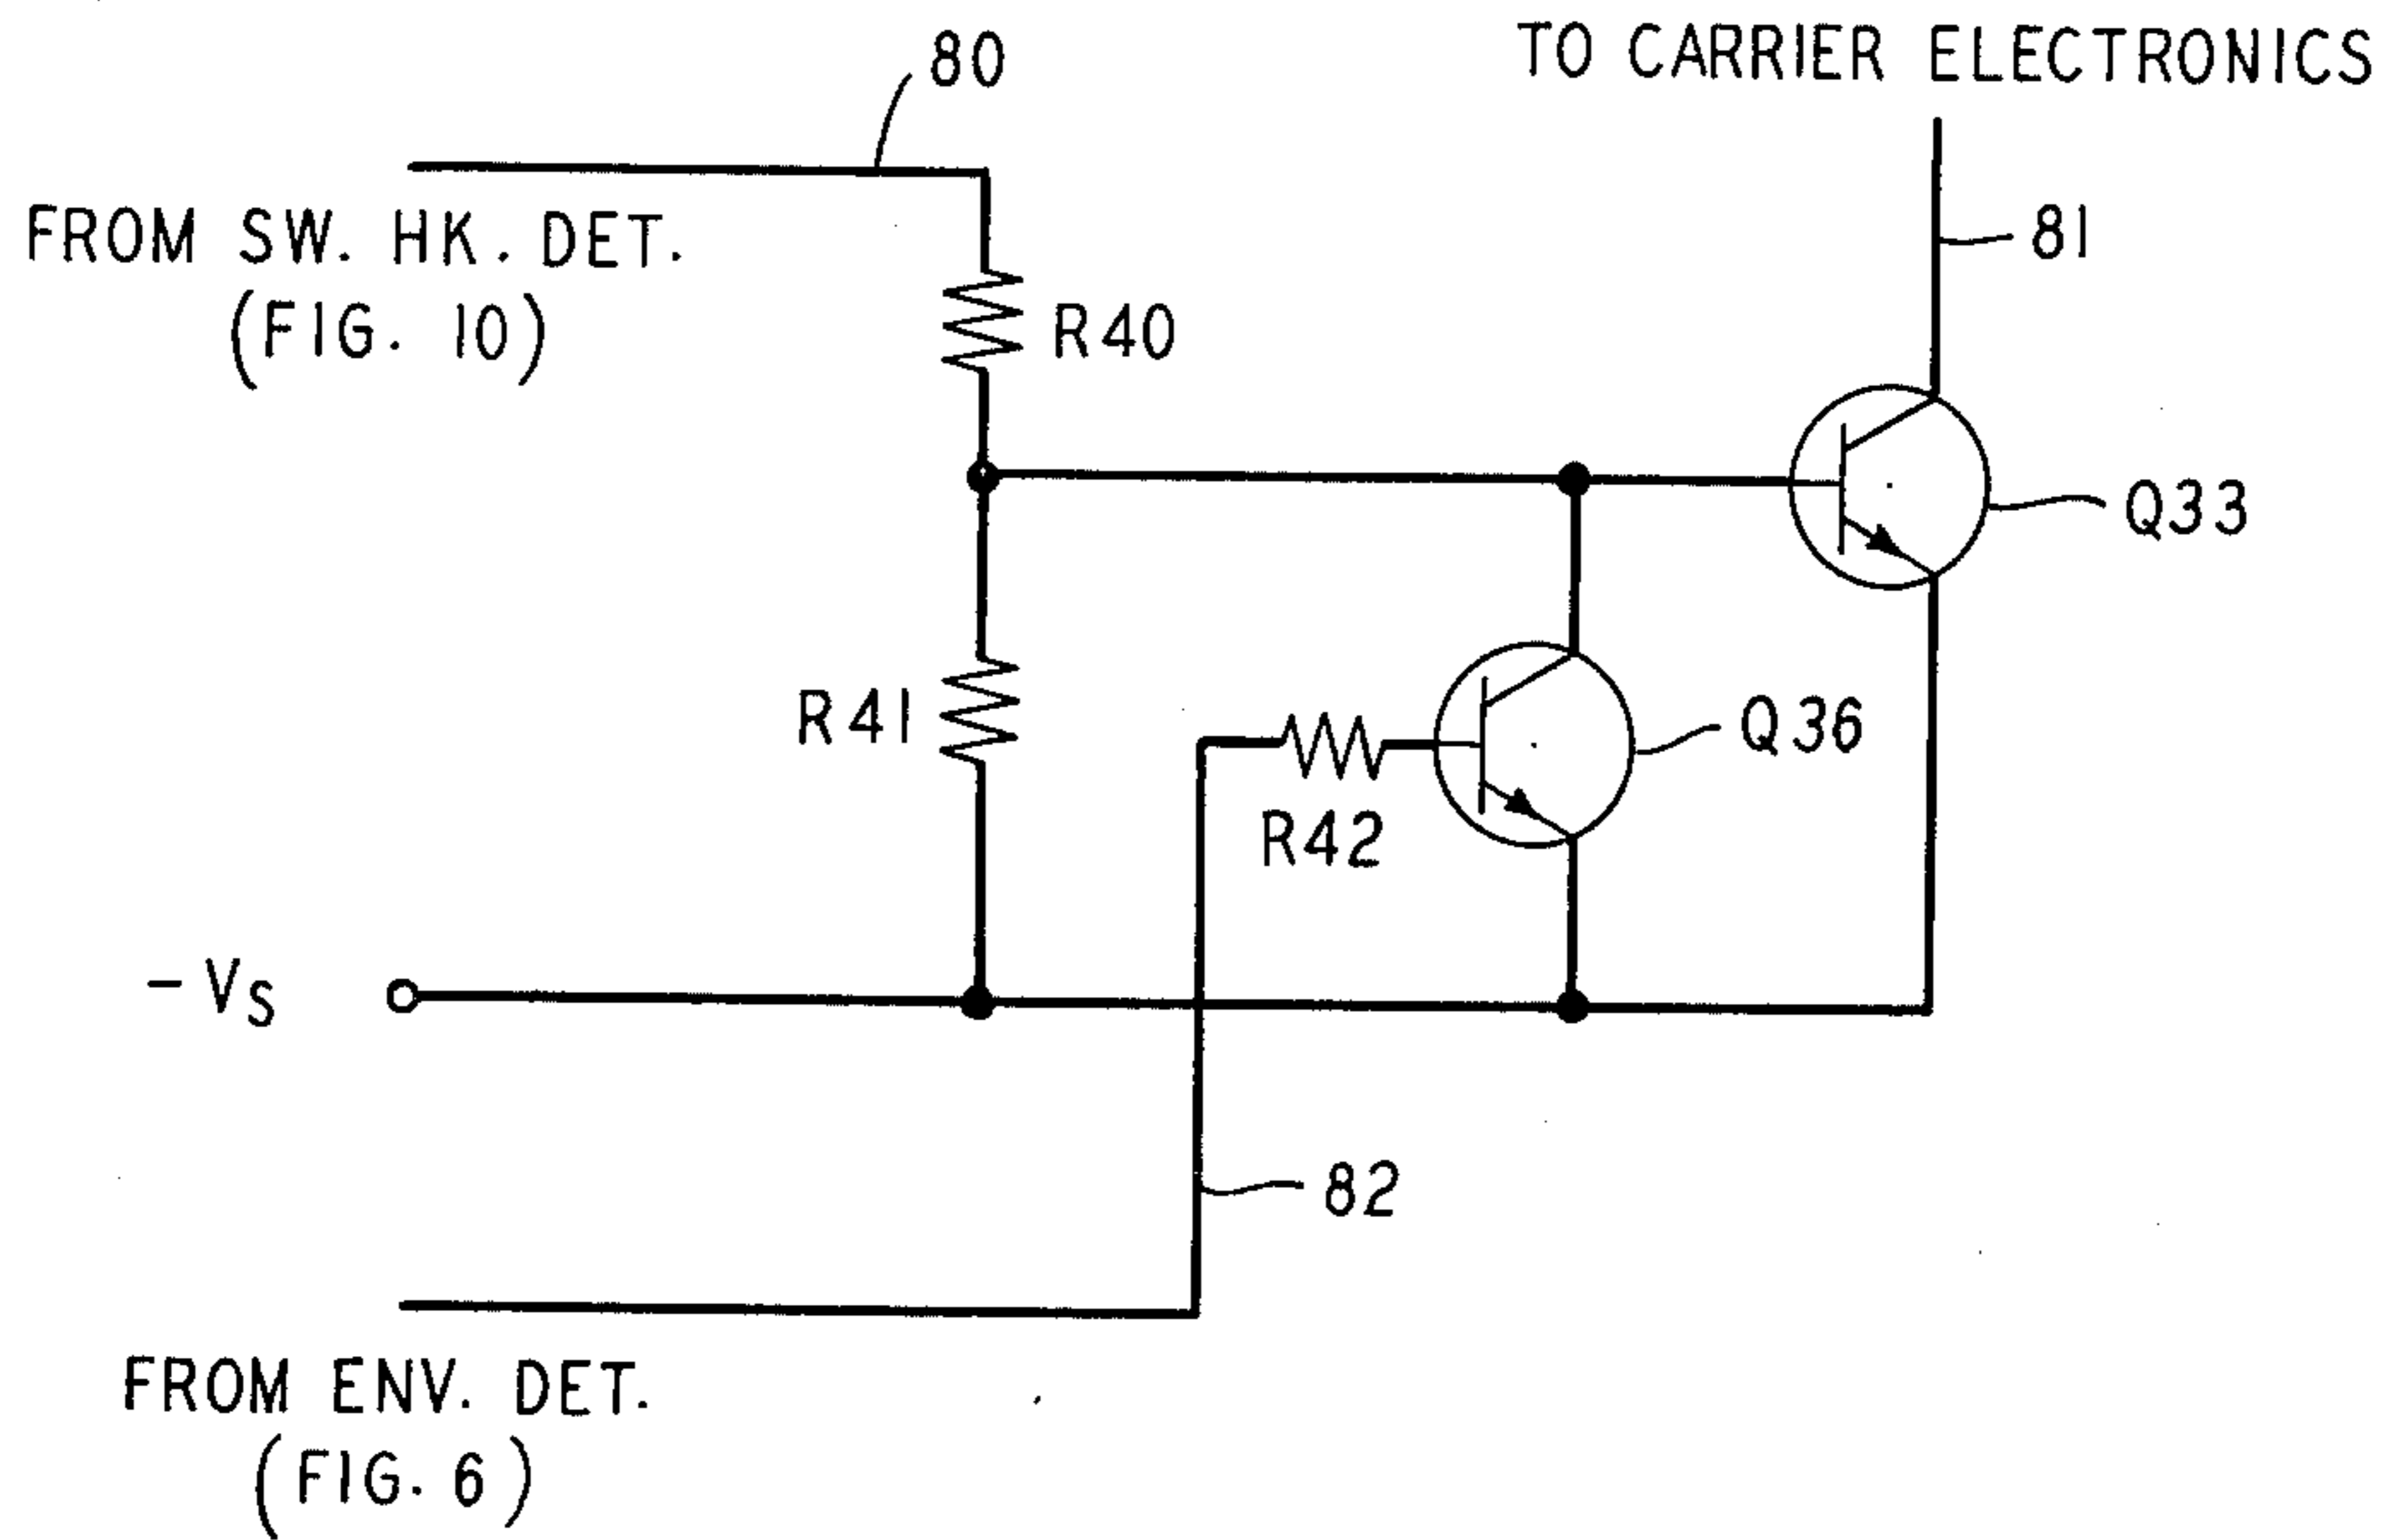 80
TO CARRIER ELECTRONICS
FROM SW. HK. DET.
(FIG. 10)
R40
81
Q33
R41
R42
Q36
- VS
82
FROM ENV. DET.
(FIG. 6)